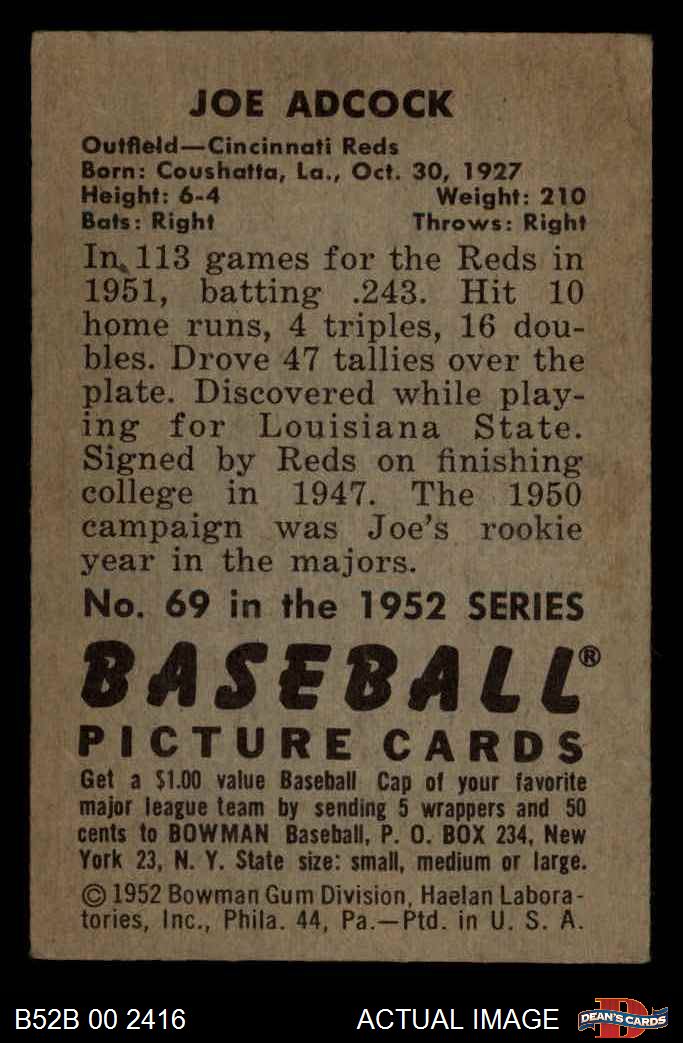 JOE ADCOCK
Outfield—Cincinnati Reds
Born: Coushatta, La., Oct. 30, 1927
Height: 6-4 Weight: 210
Bats: Right Throws: Right
In 113 games for the Reds in
1951, batting .243. Hit 10
home runs, 4 triples, 16 dou-
bles. Drove 47 tallies over the
plate. Discovered while play-
ing for Louisiana State.
Signed by Reds on finishing
college in 1947. The 1950
campaign was Joe's rookie
year in the majors.
No. 69 in the 1952 SERIES
BASEBALL®
PICTURE CARDS
Get a $1.00 value Baseball Cap of your favorite
major league team by sending 5 wrappers and 50
cents to BOWMAN Baseball, P. O. BOX 234, New
York 23, N. Y. State size: small, medium or large.
© 1952 Bowman Gum Division, Haelan Labora-
tories, Inc., Phila. 44, Pa.—Ptd. in U. S. A.
B52B 00 2416 ACTUAL IMAGE
D
DEAN'S CARDS